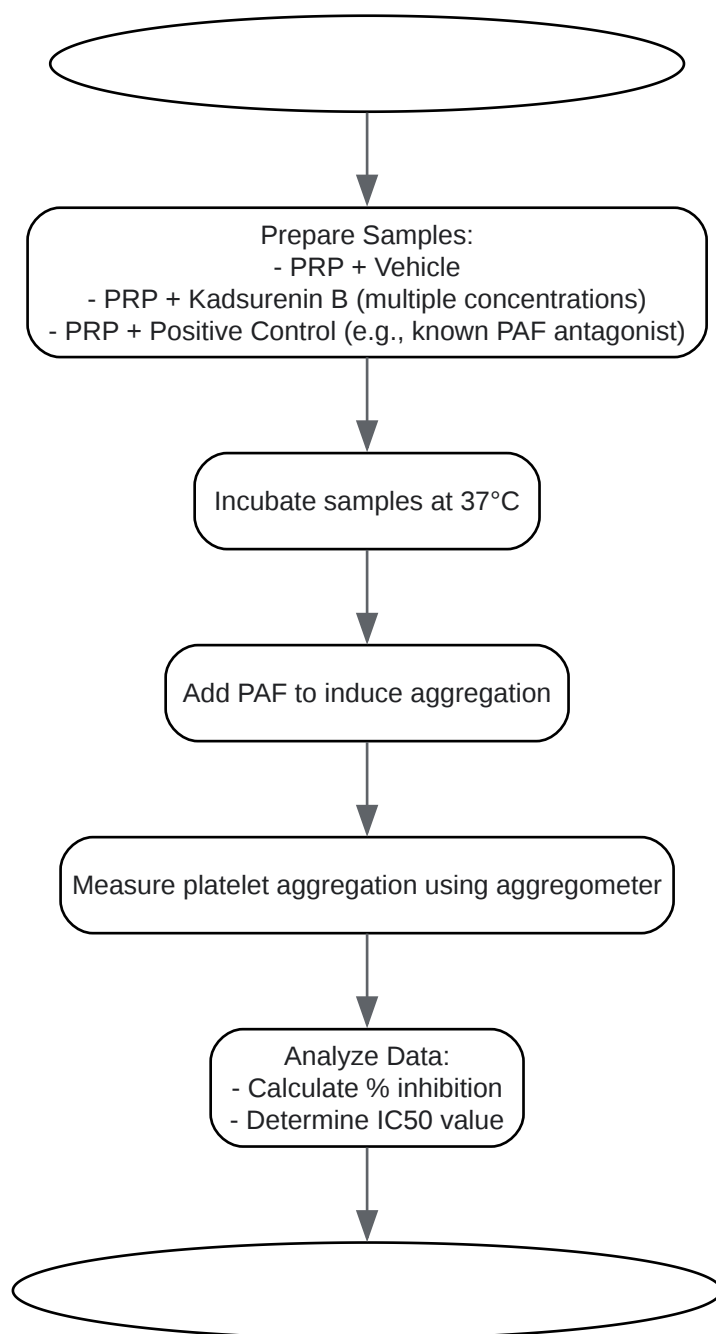 Prepare Samples:
- PRP + Vehicle
- PRP + Kadsurenin B (multiple concentrations)
- PRP + Positive Control (e.g., known PAF antagonist)
Incubate samples at 37°C
Add PAF to induce aggregation
Measure platelet aggregation using aggregometer
Analyze Data:
- Calculate % inhibition
- Determine IC50 value